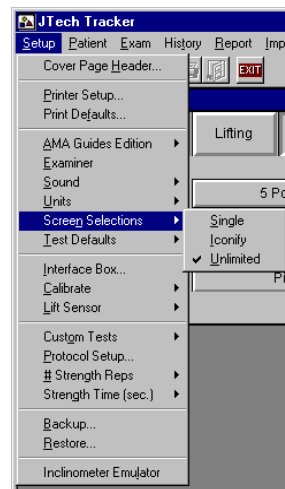 JTech Tracker
Setup Patient Exam History Report Imp
EXIT
Cover Page Header...
Printer Setup...
Print Defaults...
Lifting
AMA Guides Edition
Examiner
Sound
Units
5 Po
Screen Selections
Single
Test Defaults
Iconify
Unlimited
Interface Box...
Calibrate
Pi
Lift Sensor
Custom Tests
Protocol Setup...
# Strength Reps
Strength Time (sec.)
Backup...
Restore...
Inclinometer Emulator